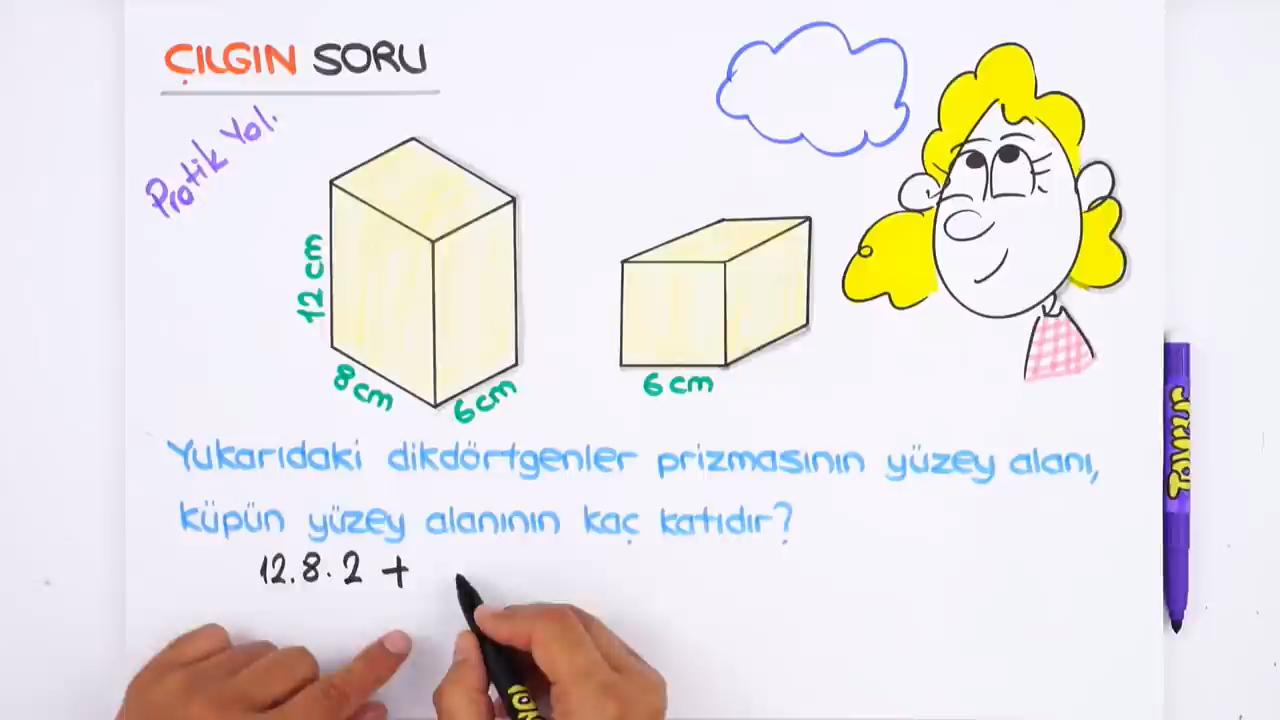 ÇILGIN SORU
Pratik Yol.
12 cm
8 cm
6 cm
6 cm
Yukarıdaki dikdörtgenler prizmasının yüzey alanı,
küpün yüzey alanının kaç katıdır?
12.8.2 +